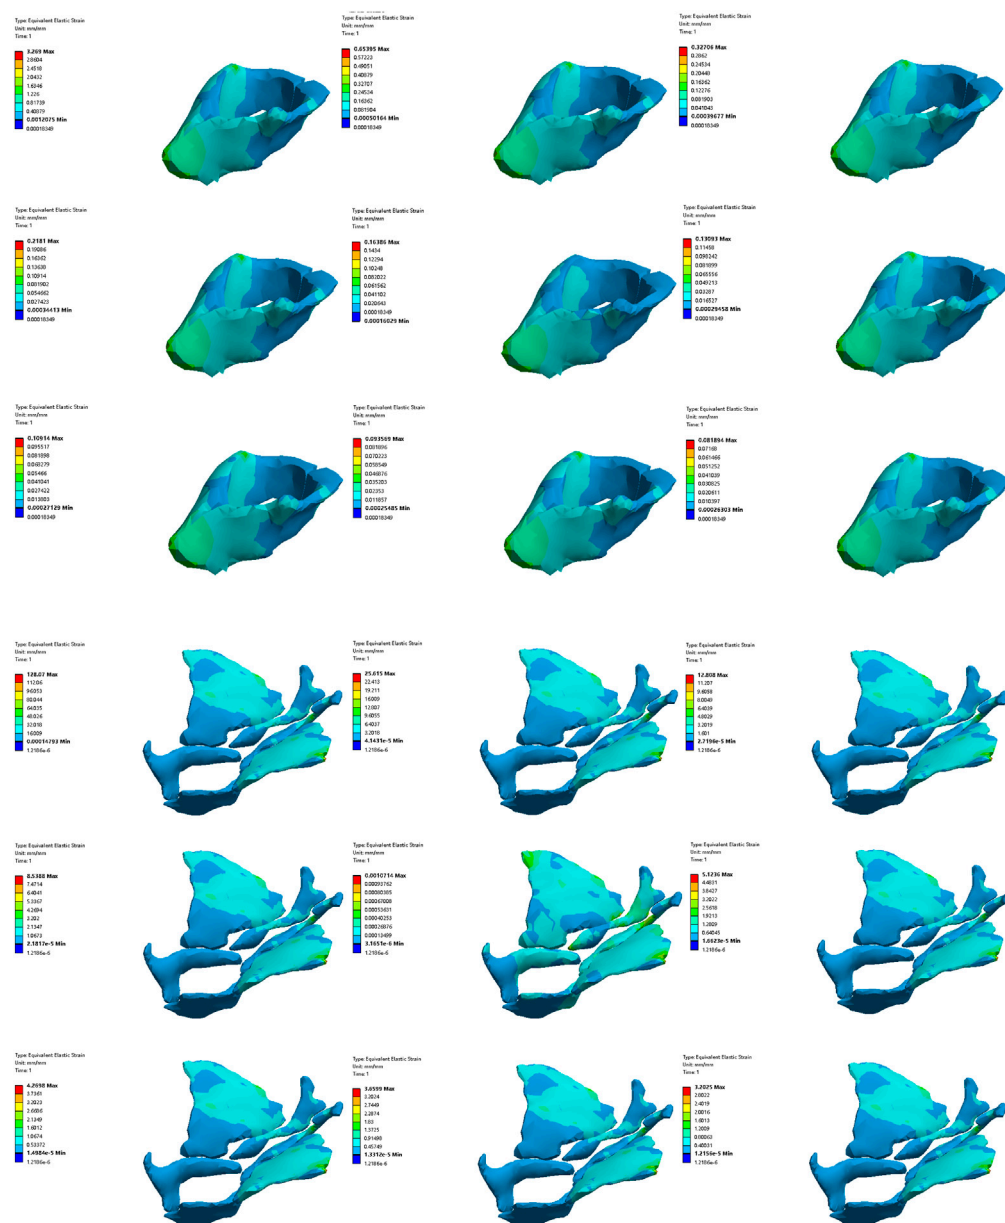 Type: Equivalent Elastic Strain
Unit: mm/mm
Time: 1
3.269 Max
2.8604
2.4518
2.0432
1.6346
1.226
0.81739
0.40879
0.0012075 Min
0.00018349
Type: Equivalent Elastic Strain
Unit: mm/mm
Time: 1
0.65395 Max
0.57223
0.49051
0.40879
0.32707
0.24534
0.16362
0.081904
0.00050164 Min
0.00018349
Type: Equivalent Elastic Strain
Unit: mm/mm
Time: 1
0.32706 Max
0.2862
0.24534
0.20449
0.16362
0.12276
0.081903
0.041043
0.00039677 Min
0.00018349
Type: Equivalent Elastic Strain
Unit: mm/mm
Time: 1
0.2181 Max
0.19086
0.16362
0.13638
0.10914
0.081902
0.054662
0.027423
0.00034413 Min
0.00018349
Type: Equivalent Elastic Strain
Unit: mm/mm
Time: 1
0.16386 Max
0.1434
0.12294
0.10248
0.082022
0.061562
0.041102
0.020643
0.00016029 Min
0.00018349
Type: Equivalent Elastic Strain
Unit: mm/mm
Time: 1
0.13093 Max
0.11458
0.098242
0.081899
0.065556
0.049213
0.03287
0.016527
0.00029458 Min
0.00018349
Type: Equivalent Elastic Strain
Unit: mm/mm
Time: 1
0.10914 Max
0.095517
0.081898
0.068279
0.05466
0.041041
0.027422
0.013803
0.00027129 Min
0.00018349
Type: Equivalent Elastic Strain
Unit: mm/mm
Time: 1
0.093569 Max
0.081896
0.070223
0.058549
0.046876
0.035203
0.02353
0.011857
0.00025485 Min
0.00018349
Type: Equivalent Elastic Strain
Unit: mm/mm
Time: 1
0.081894 Max
0.07168
0.061466
0.051252
0.041039
0.030825
0.020611
0.010397
0.00026303 Min
0.00018349
Type: Equivalent Elastic Strain
Unit: mm/mm
Time: 1
128.07 Max
112.06
9.6053
80.044
64.035
48.026
32.018
16.009
0.00014793 Min
1.2186e-6
Type: Equivalent Elastic Strain
Unit: mm/mm
Time: 1
25.615 Max
22.413
19.211
16.009
12.807
9.6055
6.4037
3.2018
4.1431e-5 Min
1.2186e-6
Type: Equivalent Elastic Strain
Unit: mm/mm
Time: 1
12.808 Max
11.207
9.6058
8.0049
6.4039
4.8029
3.2019
1.601
2.7196e-5 Min
1.2186e-6
Type: Equivalent Elastic Strain
Unit: mm/mm
Time: 1
8.5388 Max
7.4714
6.4041
5.3367
4.2694
3.202
2.1347
1.0673
2.1817e-5 Min
1.2186e-6
Type: Equivalent Elastic Strain
Unit: mm/mm
Time: 1
0.0010714 Max
0.00093762
0.00080385
0.00067008
0.00053631
0.00040253
0.00026876
0.00013499
3.1651e-6 Min
1.2186e-6
Type: Equivalent Elastic Strain
Unit: mm/mm
Time: 1
5.1236 Max
4.4831
3.8427
3.2022
2.5618
1.9213
1.2809
0.64045
1.6623e-5 Min
1.2186e-6
Type: Equivalent Elastic Strain
Unit: mm/mm
Time: 1
4.2698 Max
3.7361
3.2023
2.6686
2.1349
1.6012
1.0674
0.53372
1.4984e-5 Min
1.2186e-6
Type: Equivalent Elastic Strain
Unit: mm/mm
Time: 1
3.6599 Max
3.2024
2.7449
2.2874
1.83
1.3725
0.91498
0.45749
1.3312e-5 Min
1.2186e-6
Type: Equivalent Elastic Strain
Unit: mm/mm
Time: 1
3.2025 Max
2.8022
2.4019
2.0016
1.6013
1.2009
0.80063
0.40031
1.2156e-5 Min
1.2186e-6